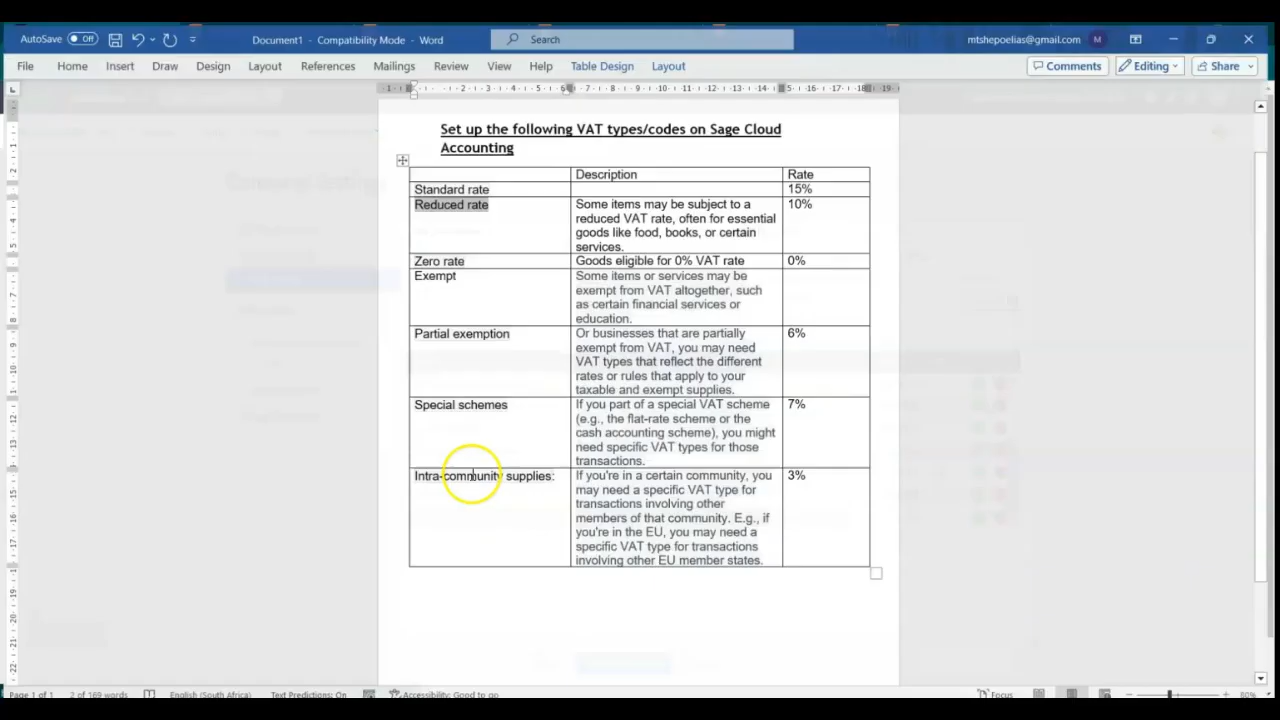 AutoSave Off Document1 - Compatibility Mode - Word Search mtshepoelias@gmail.com M
File Home Insert Draw Design Layout References Mailings Review View Help Table Design Layout Comments Editing Share
Set up the following VAT types/codes on Sage Cloud
Accounting
Description Rate
Standard rate 15%
Reduced rate Some items may be subject to a 10%
reduced VAT rate, often for essential
goods like food, books, or certain
services.
Zero rate Goods eligible for 0% VAT rate 0%
Exempt Some items or services may be
exempt from VAT altogether, such
as certain financial services or
education.
Partial exemption Or businesses that are partially 6%
exempt from VAT, you may need
VAT types that reflect the different
rates or rules that apply to your
taxable and exempt supplies.
Special schemes If you part of a special VAT scheme 7%
(e.g., the flat-rate scheme or the
cash accounting scheme), you might
need specific VAT types for those
transactions.
Intra-community supplies: If you're in a certain community, you 3%
may need a specific VAT type for
transactions involving other
members of that community. E.g., if
you're in the EU, you may need a
specific VAT type for transactions
involving other EU member states.
Page 1 of 1 2 of 169 words English (South Africa) Text Predictions: On Accessibility: Good to go Focus 80%